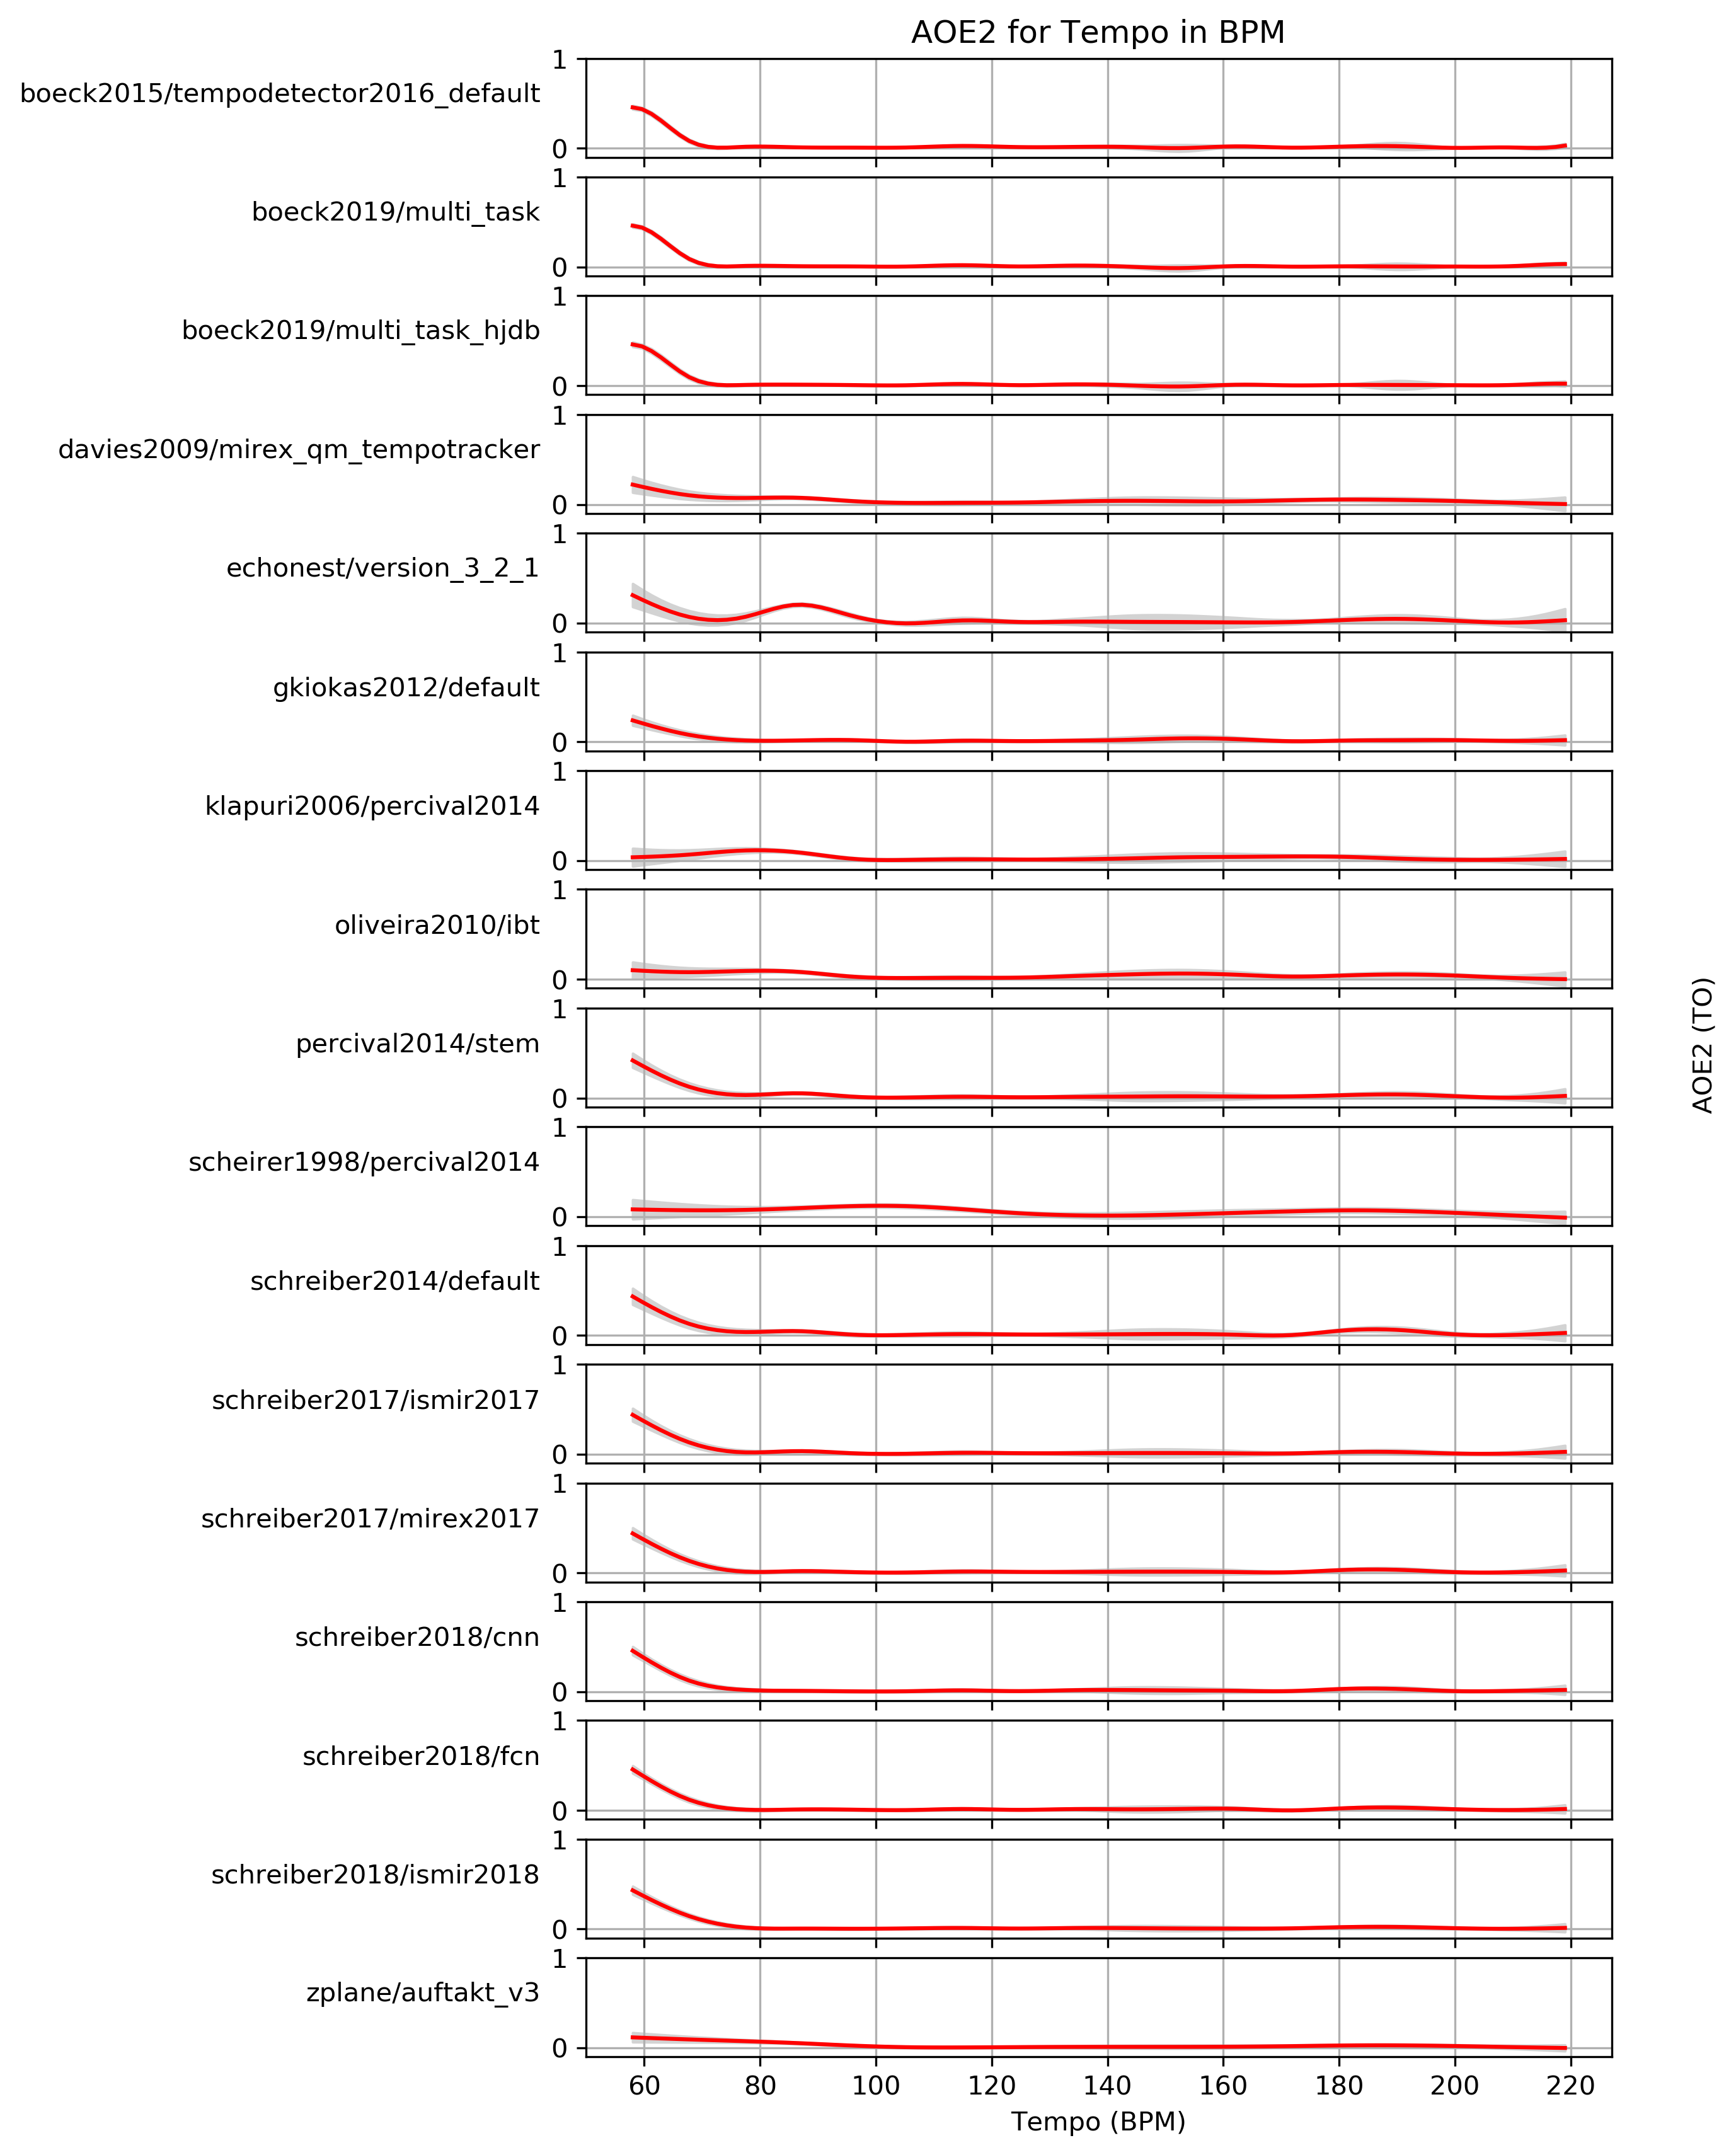 AOE2 for Tempo in BPM
1
boeck2015/tempodetector2016_default
0
1
boeck2019/multi_task
0
1
boeck2019/multi_task_hjdb
0
1
davies2009/mirex_qm_tempotracker
0
1
echonest/version_3_2_1
0
1
gkiokas2012/default
0
1
klapuri2006/percival2014
0
1
oliveira2010/ibt
0
1
percival2014/stem
0
AOE2 (TO)
1
scheirer1998/percival2014
0
1
schreiber2014/default
0
1
schreiber2017/ismir2017
0
1
schreiber2017/mirex2017
0
1
schreiber2018/cnn
0
1
schreiber2018/fcn
0
1
schreiber2018/ismir2018
0
1
zplane/auftakt_v3
0
60 80 100 120 140 160 180 200 220
Tempo (BPM)